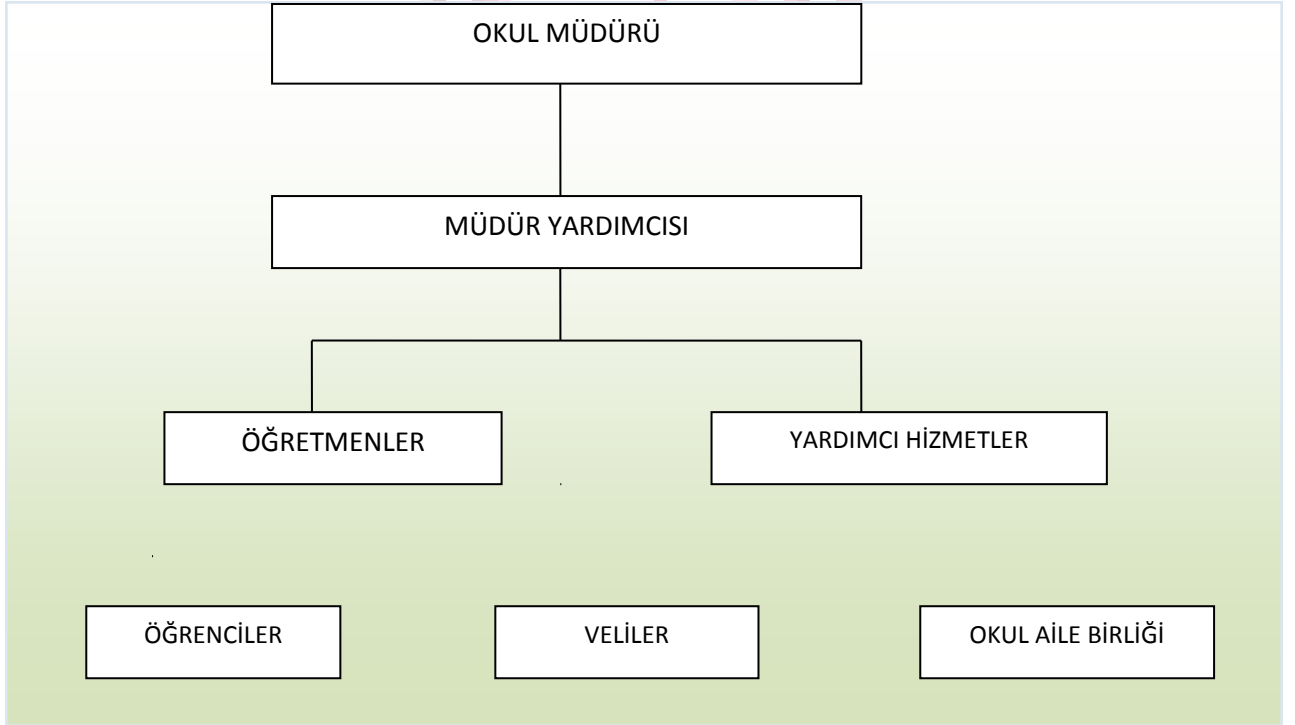 OKUL MÜDÜRÜ
MÜDÜR YARDIMCISI
ÖĞRETMENLER
YARDIMCI HİZMETLER
ÖĞRENCİLER
VELİLER
OKUL AİLE BİRLİĞİ